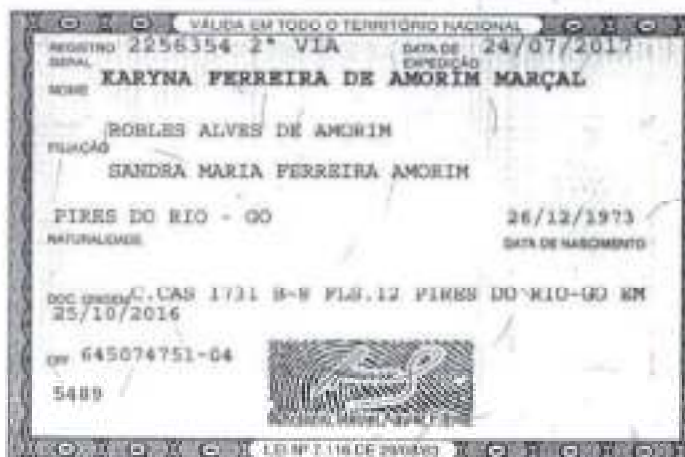 VÁLIDA EM TODO O TERRITÓRIO NACIONAL
REGISTRO GERAL 2256354 2ª VIA DATA DE EXPEDIÇÃO 24/07/2017
NOME KARYNA FERREIRA DE AMORIM MARÇAL
ROBLES ALVES DE AMORIM
FILIAÇÃO
SANDRA MARIA FERREIRA AMORIM
PIRES DO RIO - GO 26/12/1973
NATURALIDADE DATA DE NASCIMENTO
DOC. ORIGEM C.CAS 1731 B-8 FLS.12 PIRES DO RIO-GO EM
25/10/2016
CPF 645074751-04
5489
LEI Nº 7.116 DE 29/08/83